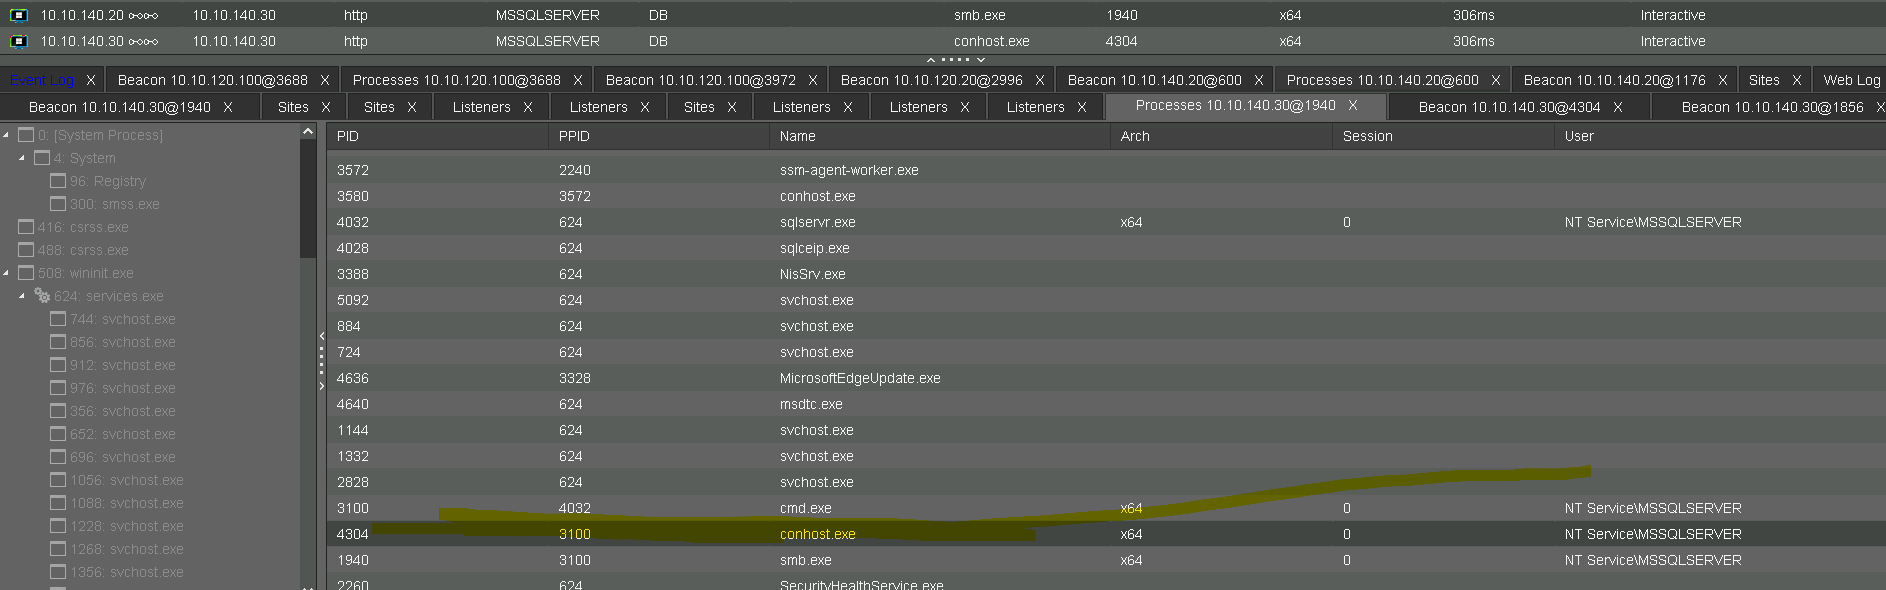 10.10.140.20 10.10.140.30 http MSSQLSERVER DB smb.exe 1940 x64 306ms Interactive
10.10.140.30 10.10.140.30 http MSSQLSERVER DB conhost.exe 4304 x64 306ms Interactive
Event Log X Beacon 10.10.120.100@3688 X Processes 10.10.120.100@3688 X Beacon 10.10.120.100@3972 X Beacon 10.10.120.20@2996 X Beacon 10.10.140.20@600 X Processes 10.10.140.20@600 X Beacon 10.10.140.20@1176 X Sites X Web Log
Beacon 10.10.140.30@1940 X Sites X Sites X Listeners X Listeners X Sites X Listeners X Listeners X Listeners X Processes 10.10.140.30@1940 X Beacon 10.10.140.30@4304 X Beacon 10.10.140.30@1856 X
0: [System Process]
4: System
96: Registry
300: smss.exe
416: csrss.exe
488: csrss.exe
508: wininit.exe
624: services.exe
744: svchost.exe
856: svchost.exe
912: svchost.exe
976: svchost.exe
356: svchost.exe
652: svchost.exe
696: svchost.exe
1056: svchost.exe
1088: svchost.exe
1228: svchost.exe
1268: svchost.exe
1356: svchost.exe
PID PPID Name Arch Session User
3572 2240 ssm-agent-worker.exe
3580 3572 conhost.exe
4032 624 sqlservr.exe x64 0 NT Service\MSSQLSERVER
4028 624 sqlceip.exe
3388 624 NisSrv.exe
5092 624 svchost.exe
884 624 svchost.exe
724 624 svchost.exe
4636 3328 MicrosoftEdgeUpdate.exe
4640 624 msdtc.exe
1144 624 svchost.exe
1332 624 svchost.exe
2828 624 svchost.exe
3100 4032 cmd.exe x64 0 NT Service\MSSQLSERVER
4304 3100 conhost.exe x64 0 NT Service\MSSQLSERVER
1940 3100 smb.exe x64 0 NT Service\MSSQLSERVER
2260 624 SecurityHealthService.exe